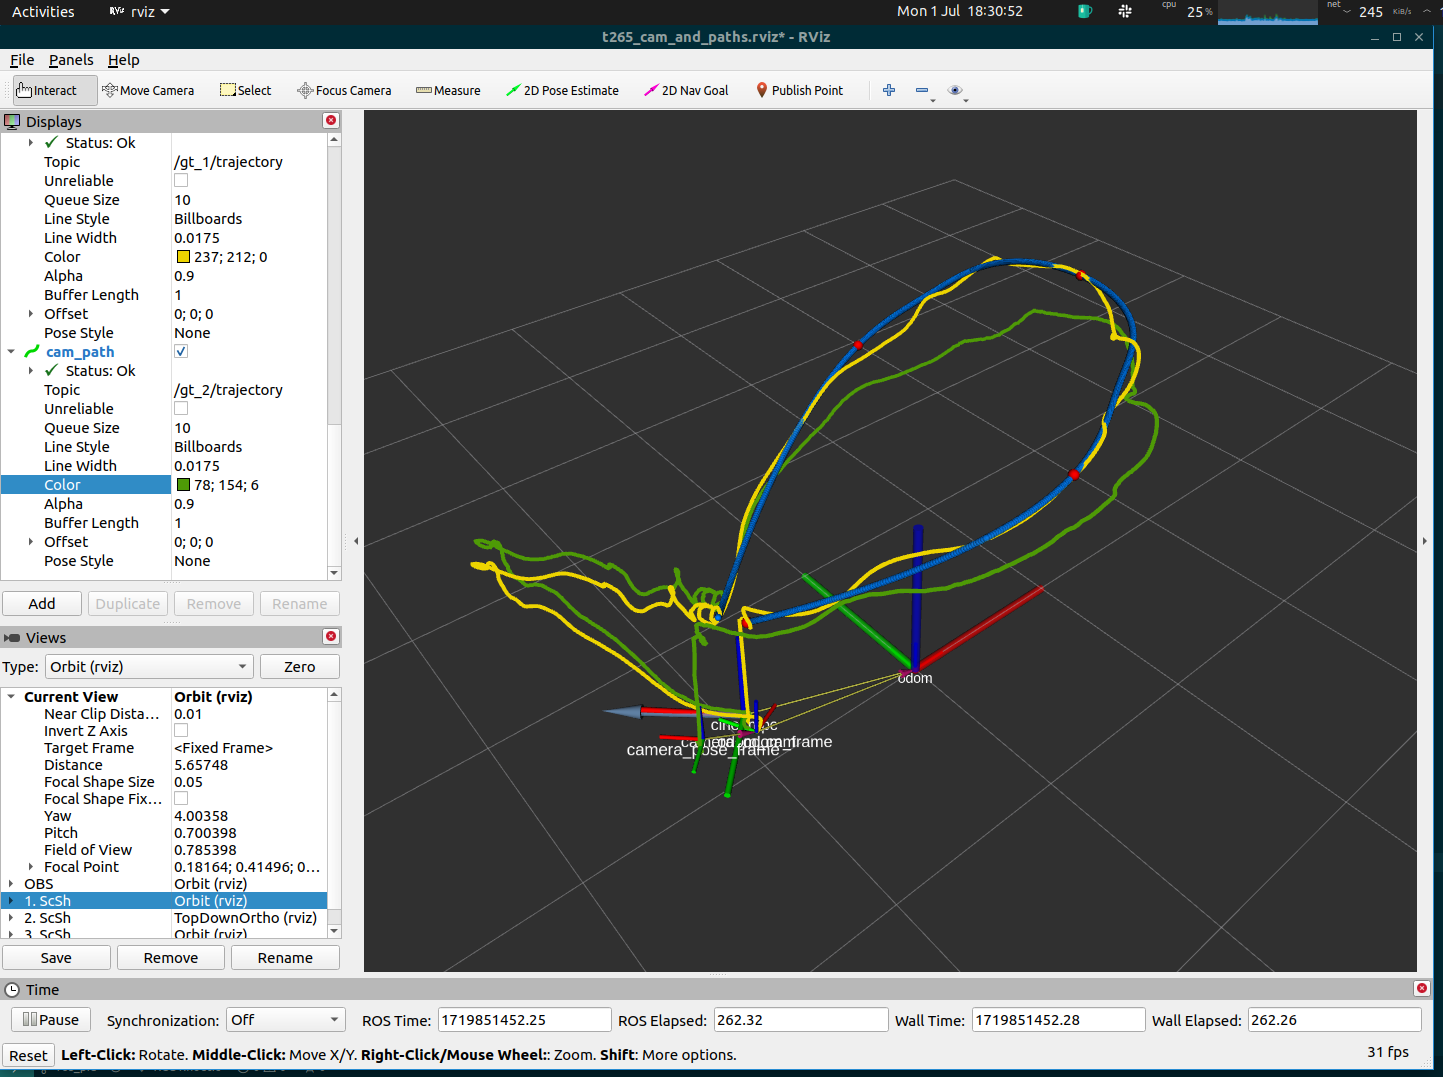 Activities
RViz rviz
Mon 1 Jul 18:30:52
cpu 25 %
net 245 KiB/s
t265_cam_and_paths.rviz* - RViz
File Panels Help
Interact Move Camera Select Focus Camera Measure 2D Pose Estimate 2D Nav Goal Publish Point
Displays
Status: Ok
Topic /gt_1/trajectory
Unreliable
Queue Size 10
Line Style Billboards
Line Width 0.0175
Color 237; 212; 0
Alpha 0.9
Buffer Length 1
Offset 0; 0; 0
Pose Style None
cam_path
Status: Ok
Topic /gt_2/trajectory
Unreliable
Queue Size 10
Line Style Billboards
Line Width 0.0175
Color 78; 154; 6
Alpha 0.9
Buffer Length 1
Offset 0; 0; 0
Pose Style None
Add Duplicate Remove Rename
Views
Type: Orbit (rviz) Zero
Current View Orbit (rviz)
Near Clip Dista... 0.01
Invert Z Axis
Target Frame <Fixed Frame>
Distance 5.65748
Focal Shape Size 0.05
Focal Shape Fix...
Yaw 4.00358
Pitch 0.700398
Field of View 0.785398
Focal Point 0.18164; 0.41496; 0...
OBS Orbit (rviz)
1. ScSh Orbit (rviz)
2. ScSh TopDownOrtho (rviz)
3. ScSh Orbit (rviz)
Save Remove Rename
odom
camera_pose_frame
Time
Pause Synchronization: Off ROS Time: 1719851452.25 ROS Elapsed: 262.32 Wall Time: 1719851452.28 Wall Elapsed: 262.26
Reset Left-Click: Rotate. Middle-Click: Move X/Y. Right-Click/Mouse Wheel:: Zoom. Shift: More options. 31 fps